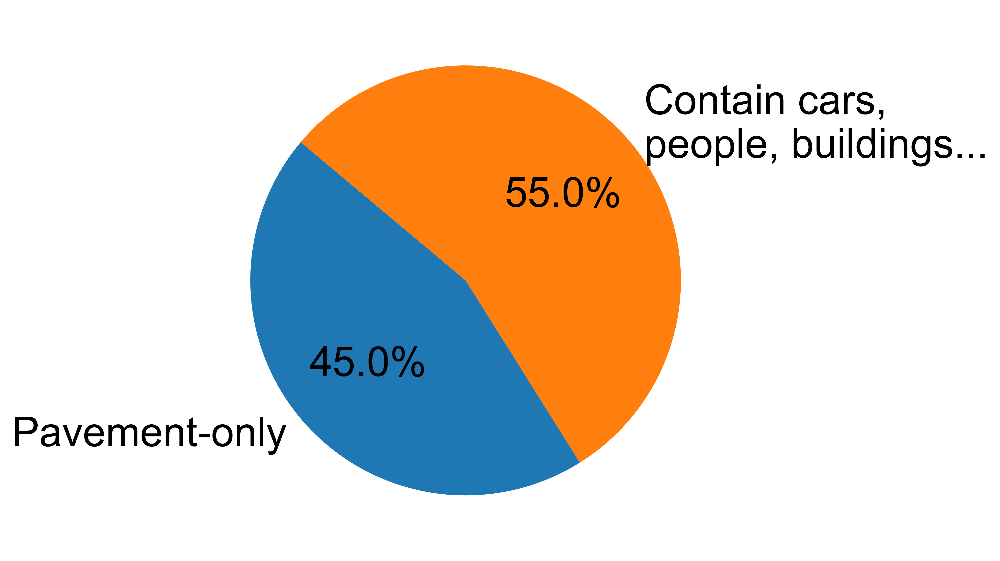 Contain cars,
people, buildings...
55.0%
45.0%
Pavement-only